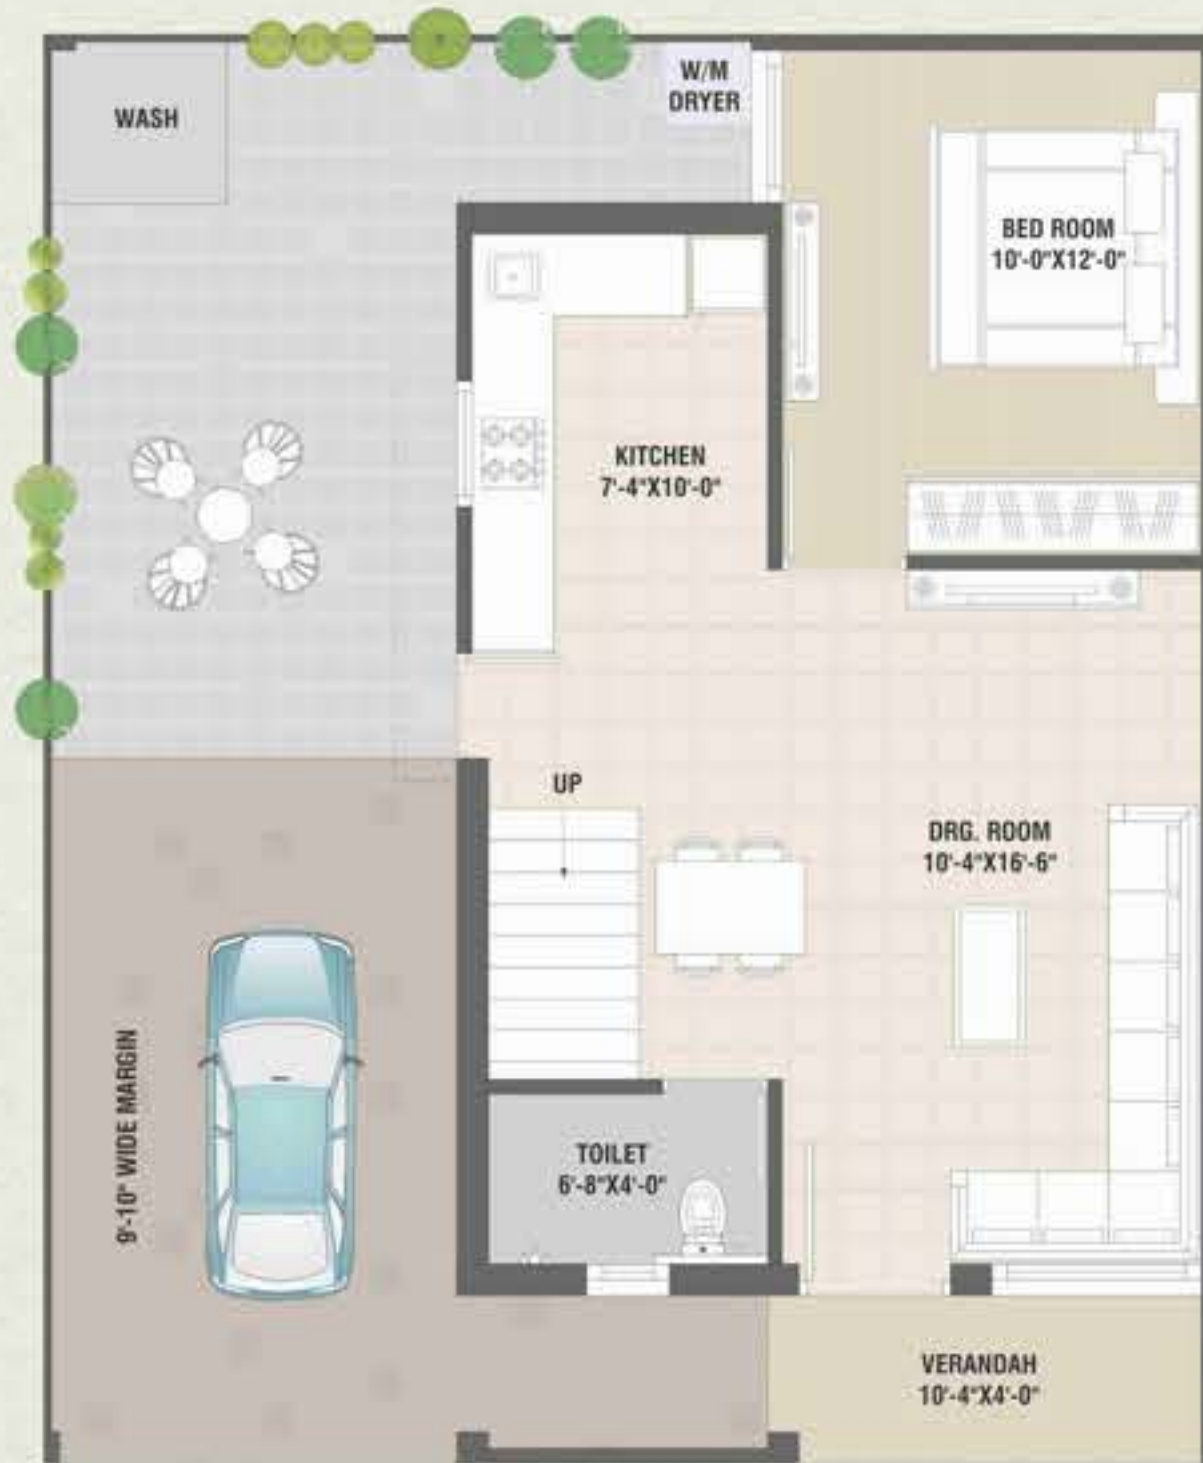 WASH
W/M
DRYER
BED ROOM
10'-0"X12'-0"
KITCHEN
7'-4"X10'-0"
UP
DRG. ROOM
10'-4"X16'-6"
9'-10" WIDE MARGIN
TOILET
6'-8"X4'-0"
VERANDAH
10'-4"X4'-0"